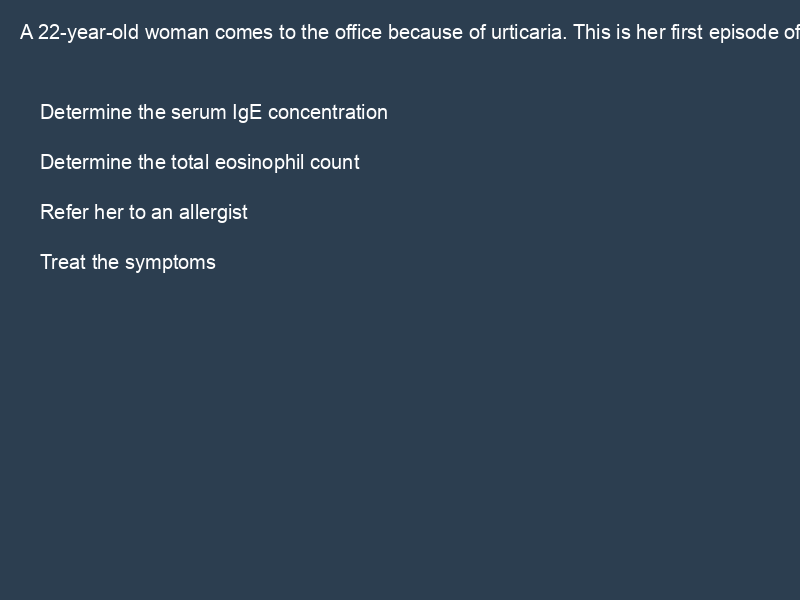 A 22-year-old woman comes to the office because of urticaria. This is her first episode of
Determine the serum IgE concentration
Determine the total eosinophil count
Refer her to an allergist
Treat the symptoms